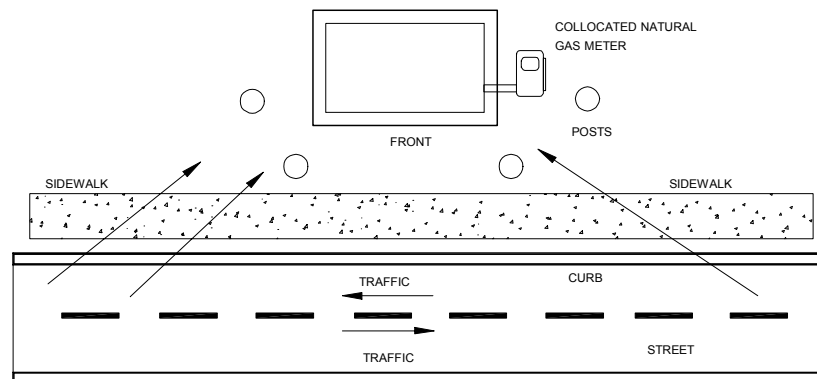 COLLOCATED NATURAL
GAS METER
POSTS
FRONT
SIDEWALK
SIDEWALK
TRAFFIC
CURB
TRAFFIC
STREET